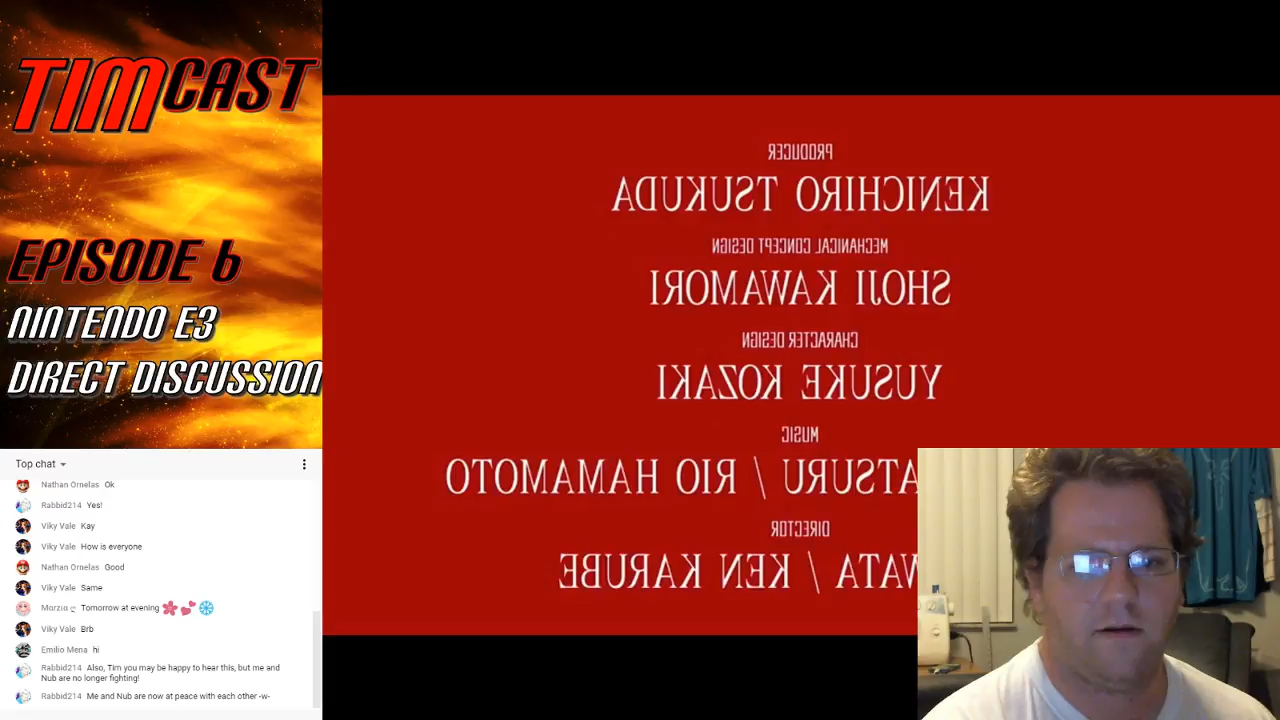 TIMCAST
EPISODE 6
NINTENDO E3
DIRECT DISCUSSION
PRODUCER
KENICHIRO TSUKUDA
MECHANICAL CONCEPT DESIGN
SHOJI KAWAMORI
CHARACTER DESIGN
YUSUKE KOZAKI
MUSIC
ATSURU / RIO HAMAMOTO
DIRECTOR
WATA / KEN KARUBE
Top chat
Nathan Ornelas Ok
Rabbid214 Yes!
Viky Vale Kay
Viky Vale How is everyone
Nathan Ornelas Good
Viky Vale Same
Marzia ღ Tomorrow at evening 🌸💕❄
Viky Vale Brb
Emilio Mena hi
Rabbid214 Also, Tim you may be happy to hear this, but me and
Nub are no longer fighting!
Rabbid214 Me and Nub are now at peace with each other -w-